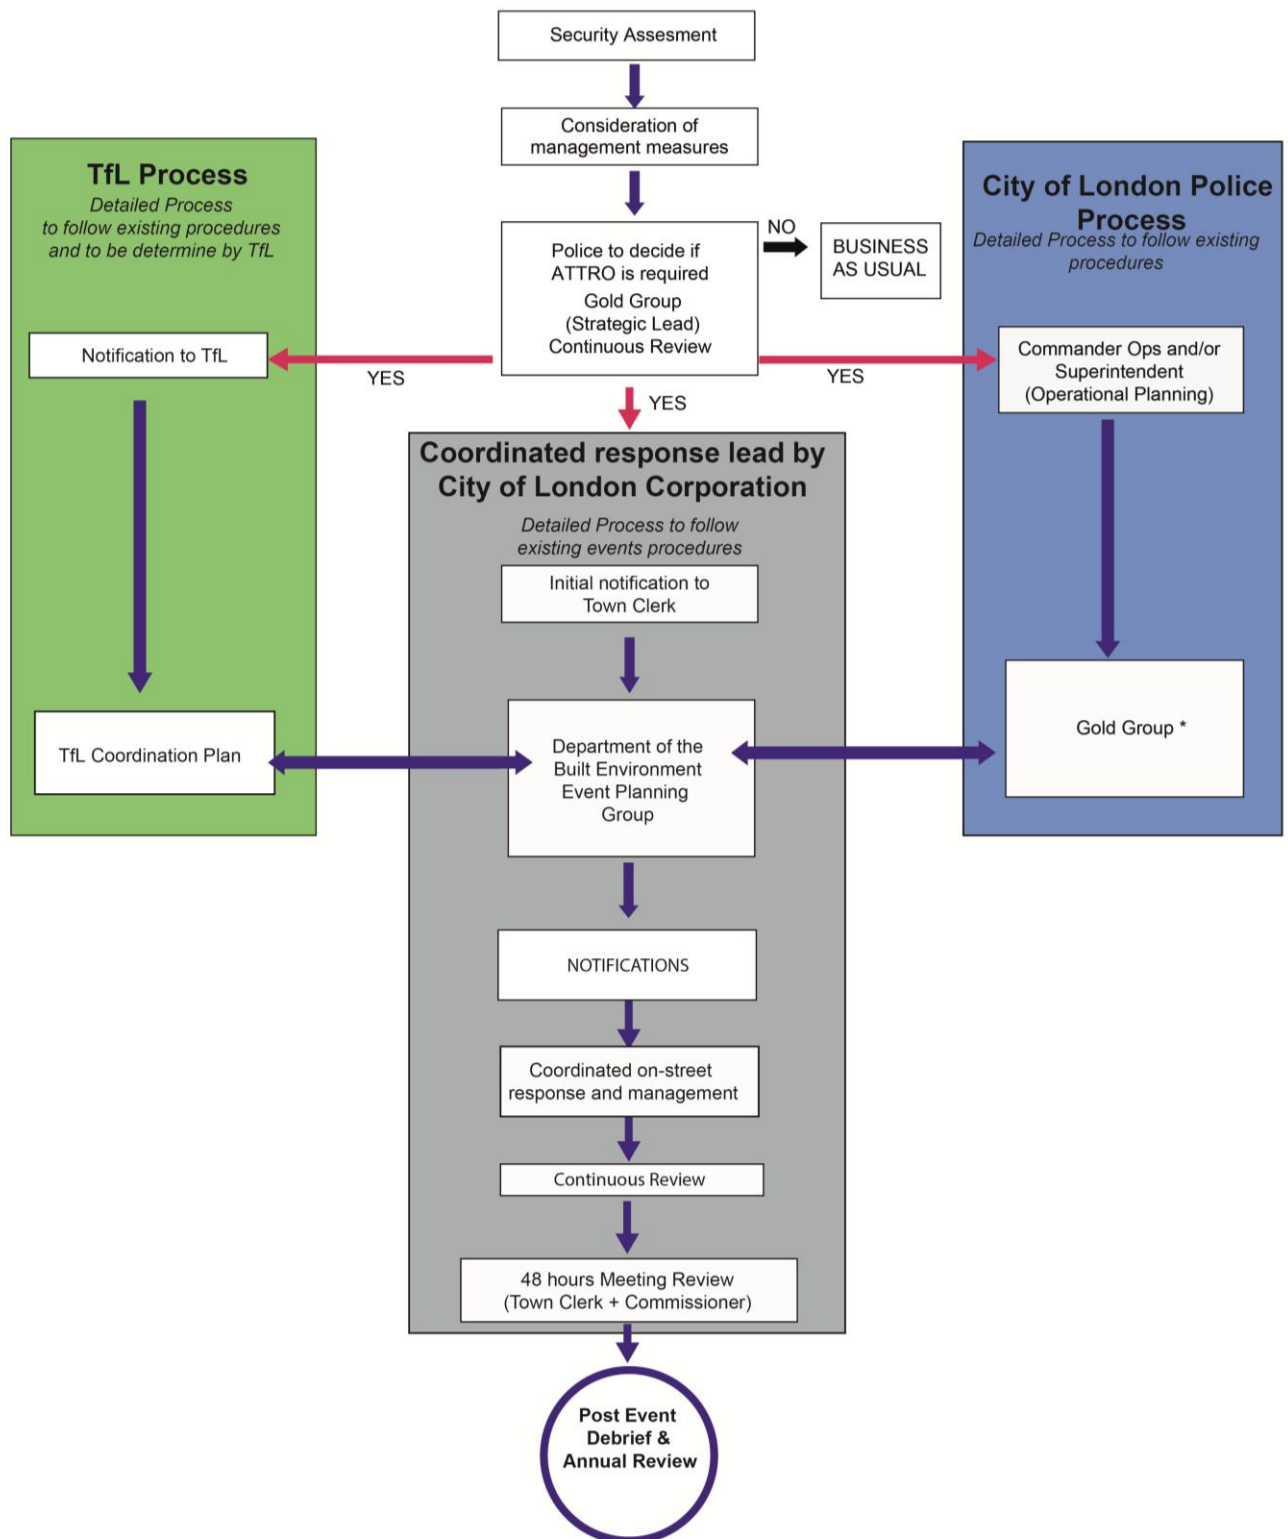 Security Assesment
Consideration of
management measures
Police to decide if
ATTRO is required
Gold Group
(Strategic Lead)
Continuous Review
NO
BUSINESS
AS USUAL
YES
YES
YES
TfL Process
Detailed Process
to follow existing procedures
and to be determine by TfL
Notification to TfL
TfL Coordination Plan
Coordinated response lead by
City of London Corporation
Detailed Process to follow
existing events procedures
Initial notification to
Town Clerk
Department of the
Built Environment
Event Planning
Group
NOTIFICATIONS
Coordinated on-street
response and management
Continuous Review
48 hours Meeting Review
(Town Clerk + Commissioner)
City of London Police
Process
Detailed Process to follow existing
procedures
Commander Ops and/or
Superintendent
(Operational Planning)
Gold Group *
Post Event
Debrief &
Annual Review